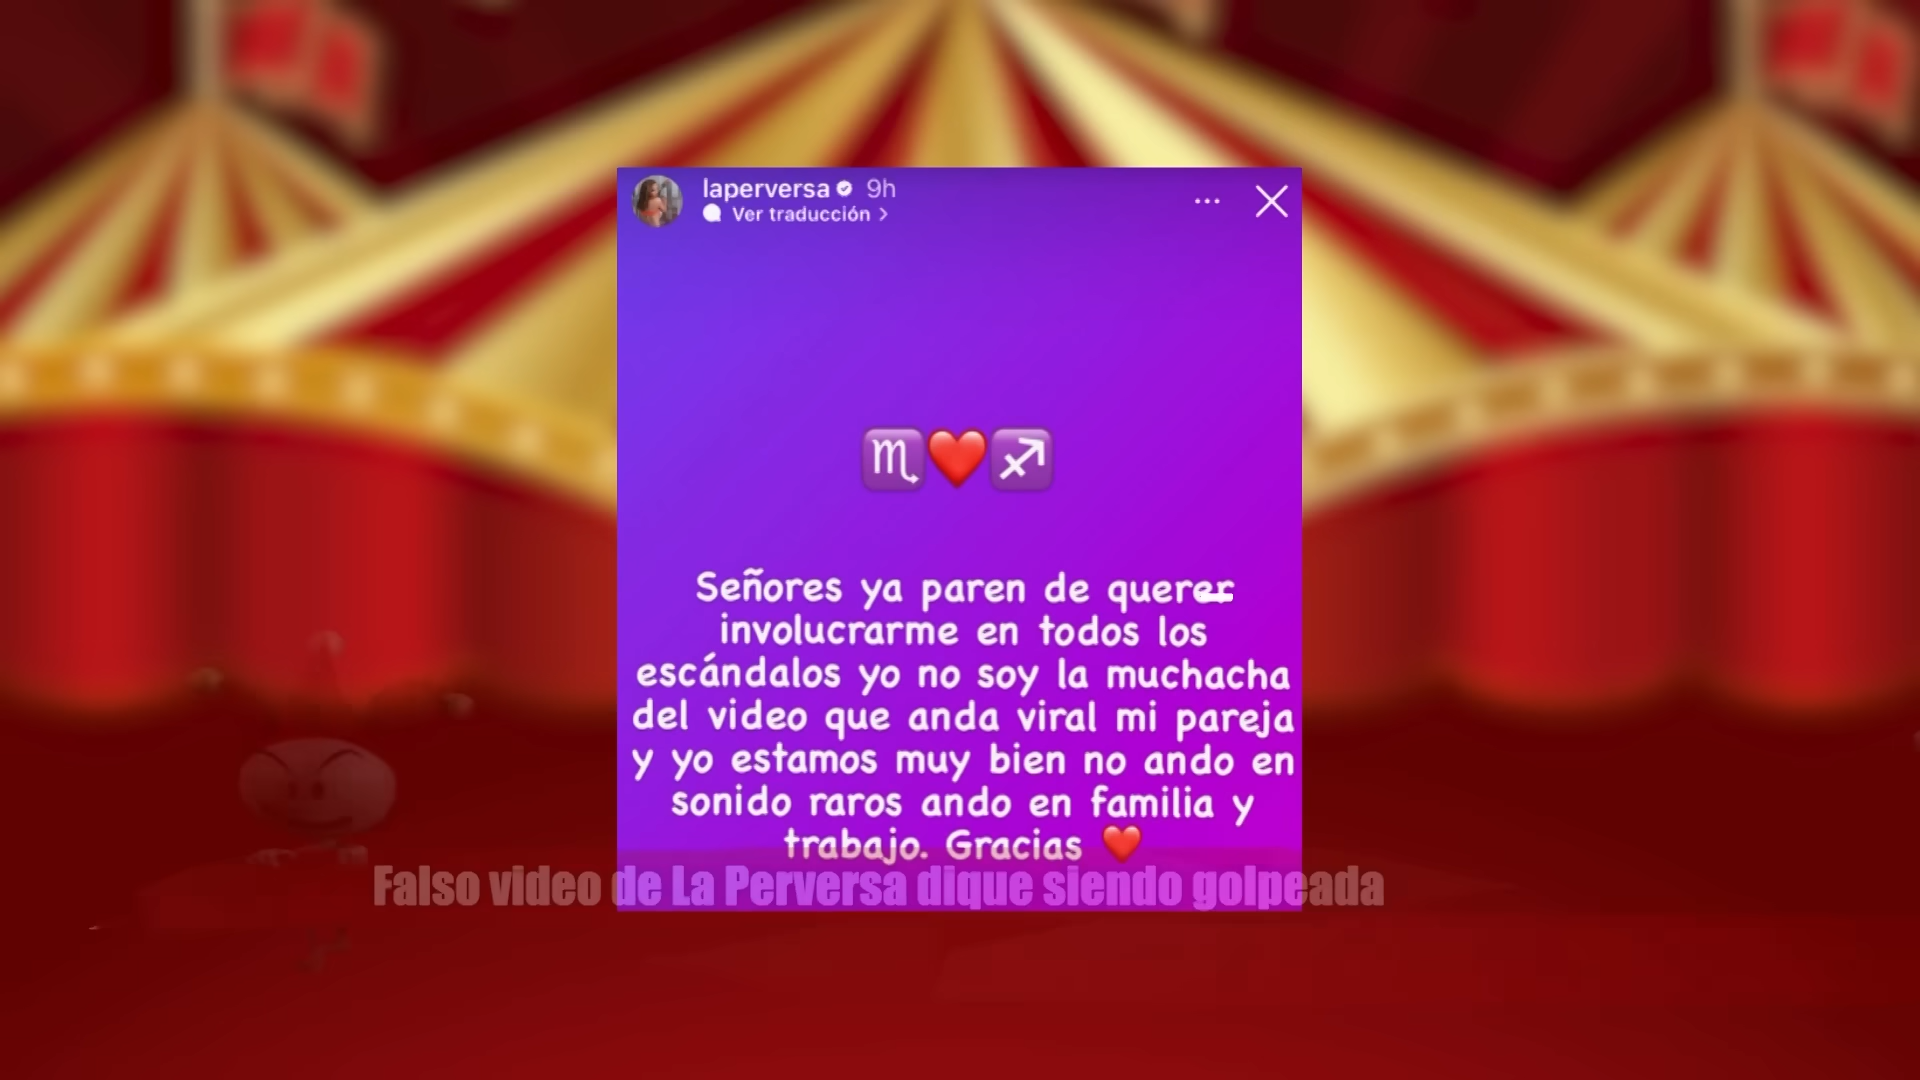 laperversa 9h
Ver traducción >
♏❤️♐
Señores ya paren de querer
involucrarme en todos los
escándalos yo no soy la muchacha
del video que anda viral mi pareja
y yo estamos muy bien no ando en
sonido raros ando en familia y
trabajo. Gracias ❤️
Falso video de La Perversa dique siendo golpeada